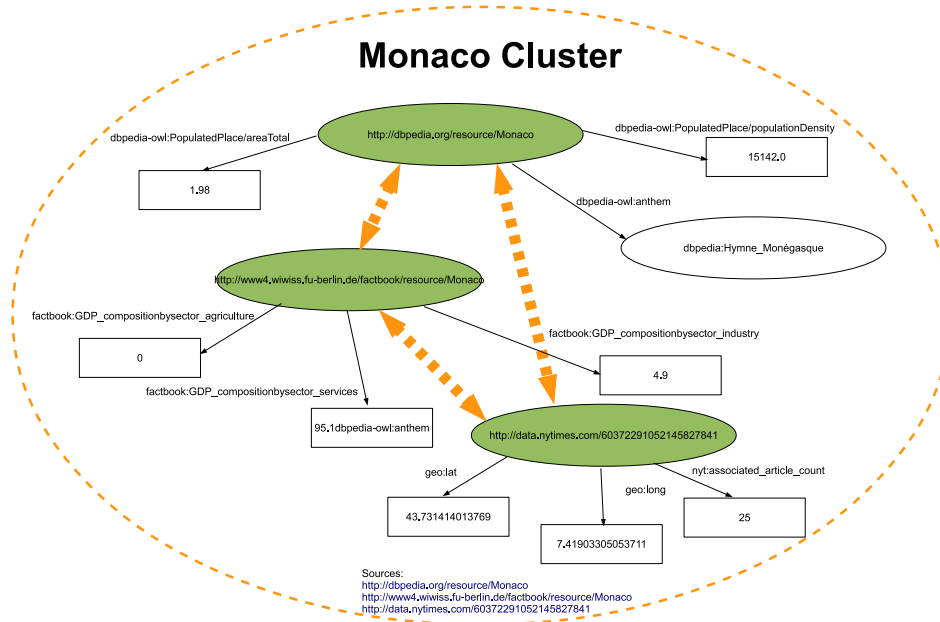 Monaco Cluster
http://dbpedia.org/resource/Monaco
dbpedia-owl:PopulatedPlace/areaTotal
dbpedia-owl:PopulatedPlace/populationDensity
1.98
15142.0
dbpedia-owl:anthem
dbpedia:Hymne_Monégasque
http://www4.wiwiss.fu-berlin.de/factbook/resource/Monaco
factbook:GDP_compositionbysector_agriculture
factbook:GDP_compositionbysector_industry
0
4.9
factbook:GDP_compositionbysector_services
95.1dbpedia-owl:anthem
http://data.nytimes.com/60372291052145827841
geo:lat
geo:long
nyt:associated_article_count
43.731414013769
7.41903305053711
25
Sources:
http://dbpedia.org/resource/Monaco
http://www4.wiwiss.fu-berlin.de/factbook/resource/Monaco
http://data.nytimes.com/60372291052145827841